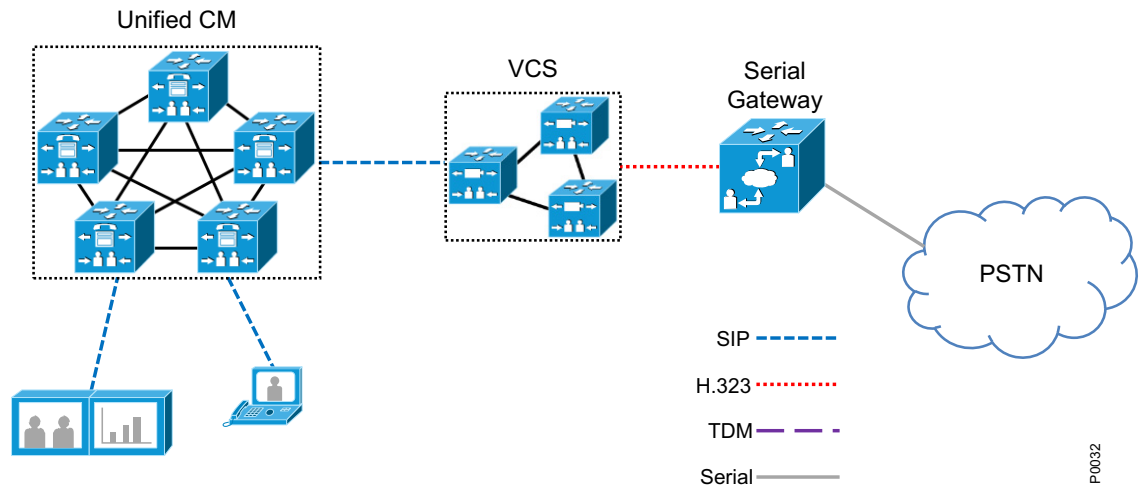 Unified CM
VCS
Serial
Gateway
PSTN
SIP
H.323
TDM
Serial
P0032